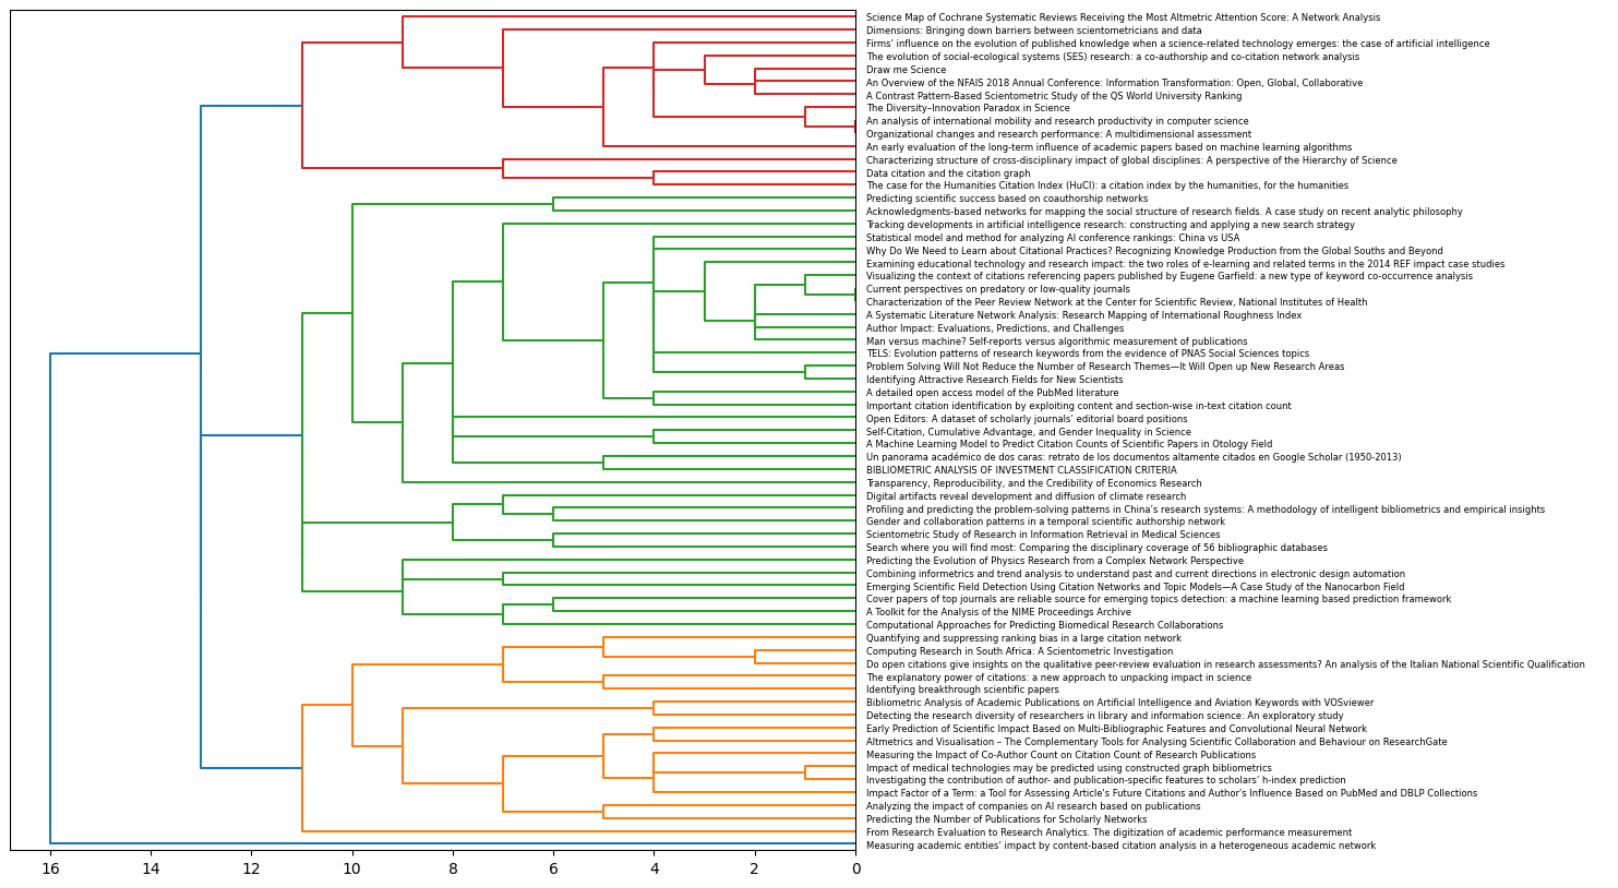 Science Map of Cochrane Systematic Reviews Receiving the Most Altmetric Attention Score: A Network Analysis
Dimensions: Bringing down barriers between scientometricians and data
Firms’ influence on the evolution of published knowledge when a science-related technology emerges: the case of artificial intelligence
The evolution of social-ecological systems (SES) research: a co-authorship and co-citation network analysis
Draw me Science
An Overview of the NFAIS 2018 Annual Conference: Information Transformation: Open, Global, Collaborative
A Contrast Pattern-Based Scientometric Study of the QS World University Ranking
The Diversity–Innovation Paradox in Science
An analysis of international mobility and research productivity in computer science
Organizational changes and research performance: A multidimensional assessment
An early evaluation of the long-term influence of academic papers based on machine learning algorithms
Characterizing structure of cross-disciplinary impact of global disciplines: A perspective of the Hierarchy of Science
Data citation and the citation graph
The case for the Humanities Citation Index (HuCI): a citation index by the humanities, for the humanities
Predicting scientific success based on coauthorship networks
Acknowledgments-based networks for mapping the social structure of research fields. A case study on recent analytic philosophy
Tracking developments in artificial intelligence research: constructing and applying a new search strategy
Statistical model and method for analyzing AI conference rankings: China vs USA
Why Do We Need to Learn about Citational Practices? Recognizing Knowledge Production from the Global Souths and Beyond
Examining educational technology and research impact: the two roles of e-learning and related terms in the 2014 REF impact case studies
Visualizing the context of citations referencing papers published by Eugene Garfield: a new type of keyword co-occurrence analysis
Current perspectives on predatory or low-quality journals
Characterization of the Peer Review Network at the Center for Scientific Review, National Institutes of Health
A Systematic Literature Network Analysis: Research Mapping of International Roughness Index
Author Impact: Evaluations, Predictions, and Challenges
Man versus machine? Self-reports versus algorithmic measurement of publications
TELS: Evolution patterns of research keywords from the evidence of PNAS Social Sciences topics
Problem Solving Will Not Reduce the Number of Research Themes—It Will Open up New Research Areas
Identifying Attractive Research Fields for New Scientists
A detailed open access model of the PubMed literature
Important citation identification by exploiting content and section-wise in-text citation count
Open Editors: A dataset of scholarly journals’ editorial board positions
Self-Citation, Cumulative Advantage, and Gender Inequality in Science
A Machine Learning Model to Predict Citation Counts of Scientific Papers in Otology Field
Un panorama académico de dos caras: retrato de los documentos altamente citados en Google Scholar (1950-2013)
BIBLIOMETRIC ANALYSIS OF INVESTMENT CLASSIFICATION CRITERIA
Transparency, Reproducibility, and the Credibility of Economics Research
Digital artifacts reveal development and diffusion of climate research
Profiling and predicting the problem-solving patterns in China’s research systems: A methodology of intelligent bibliometrics and empirical insights
Gender and collaboration patterns in a temporal scientific authorship network
Scientometric Study of Research in Information Retrieval in Medical Sciences
Search where you will find most: Comparing the disciplinary coverage of 56 bibliographic databases
Predicting the Evolution of Physics Research from a Complex Network Perspective
Combining informetrics and trend analysis to understand past and current directions in electronic design automation
Emerging Scientific Field Detection Using Citation Networks and Topic Models—A Case Study of the Nanocarbon Field
Cover papers of top journals are reliable source for emerging topics detection: a machine learning based prediction framework
A Toolkit for the Analysis of the NIME Proceedings Archive
Computational Approaches for Predicting Biomedical Research Collaborations
Quantifying and suppressing ranking bias in a large citation network
Computing Research in South Africa: A Scientometric Investigation
Do open citations give insights on the qualitative peer-review evaluation in research assessments? An analysis of the Italian National Scientific Qualification
The explanatory power of citations: a new approach to unpacking impact in science
Identifying breakthrough scientific papers
Bibliometric Analysis of Academic Publications on Artificial Intelligence and Aviation Keywords with VOSviewer
Detecting the research diversity of researchers in library and information science: An exploratory study
Early Prediction of Scientific Impact Based on Multi-Bibliographic Features and Convolutional Neural Network
Altmetrics and Visualisation – The Complementary Tools for Analysing Scientific Collaboration and Behaviour on ResearchGate
Measuring the Impact of Co-Author Count on Citation Count of Research Publications
Impact of medical technologies may be predicted using constructed graph bibliometrics
Investigating the contribution of author- and publication-specific features to scholars’ h-index prediction
Impact Factor of a Term: a Tool for Assessing Article's Future Citations and Author's Influence Based on PubMed and DBLP Collections
Analyzing the impact of companies on AI research based on publications
Predicting the Number of Publications for Scholarly Networks
From Research Evaluation to Research Analytics. The digitization of academic performance measurement
Measuring academic entities’ impact by content-based citation analysis in a heterogeneous academic network
16 14 12 10 8 6 4 2 0